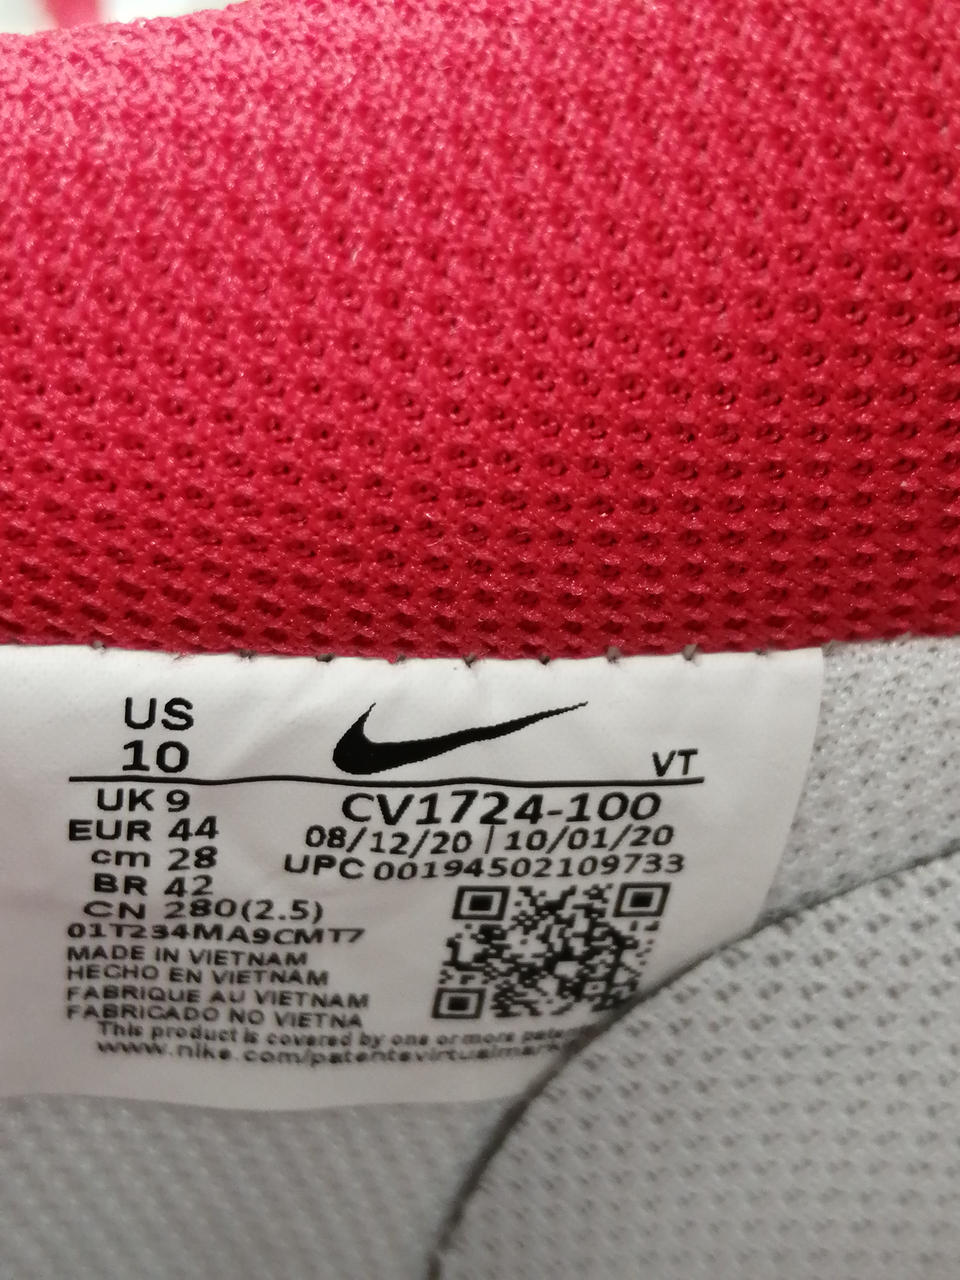 US
10
VT
UK 9
CV1724-100
EUR 44
08/12/20 | 10/01/20
cm 28
UPC 00194502109733
BR 42
CN 280(2.5)
01T234MA9CMT7
MADE IN VIETNAM
HECHO EN VIETNAM
FABRIQUE AU VIETNAM
FABRICADO NO VIETNA
This product is covered by one or more
www.nike.com/patentsvirtualmar